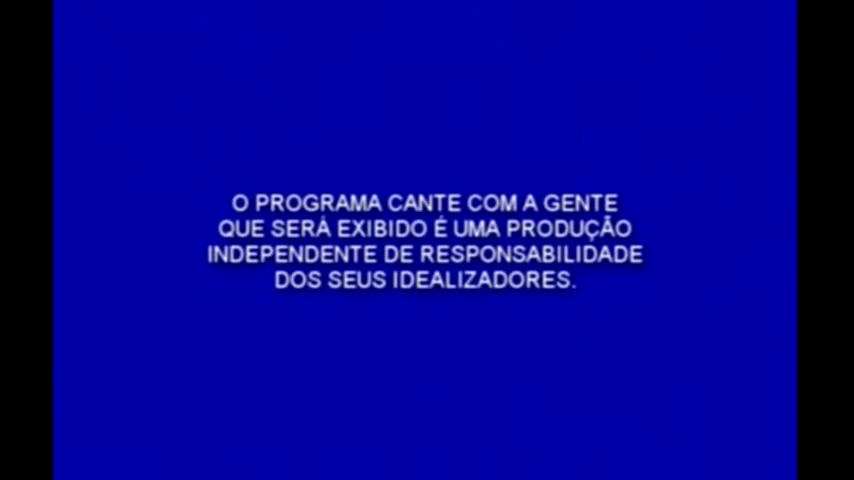 O PROGRAMA CANTE COM A GENTE
QUE SERÁ EXIBIDO É UMA PRODUÇÃO
INDEPENDENTE DE RESPONSABILIDADE
DOS SEUS IDEALIZADORES.